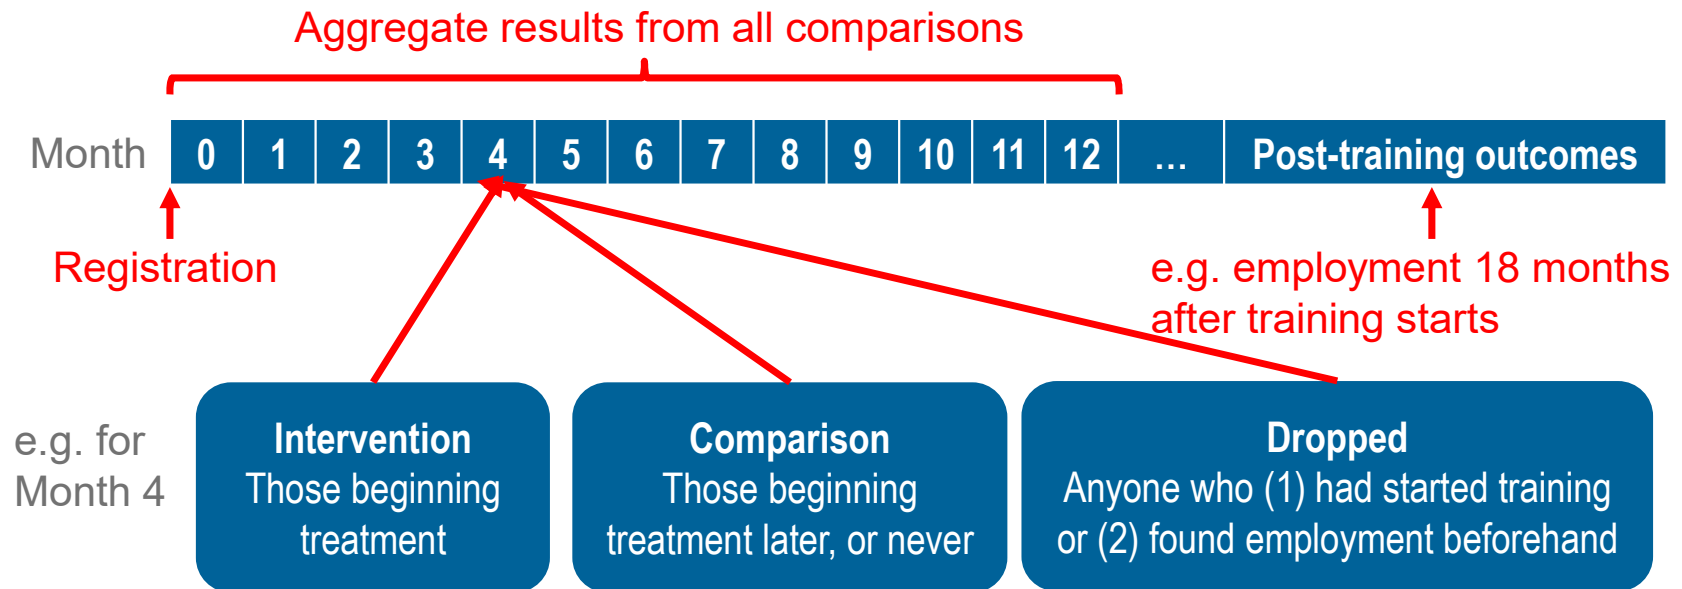 Aggregate results from all comparisons
Month 0 1 2 3 4 5 6 7 8 9 10 11 12 ... Post-training outcomes
Registration
e.g. employment 18 months
after training starts
e.g. for
Month 4
Intervention
Those beginning
treatment
Comparison
Those beginning
treatment later, or never
Dropped
Anyone who (1) had started training
or (2) found employment beforehand